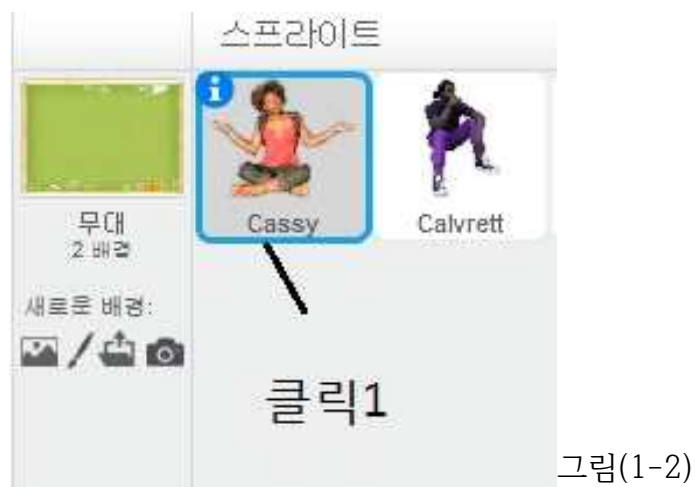 스프라이트
Cassy
Calvrett
무대
2 배경
새로운 배경:
클릭1
그림(1-2)